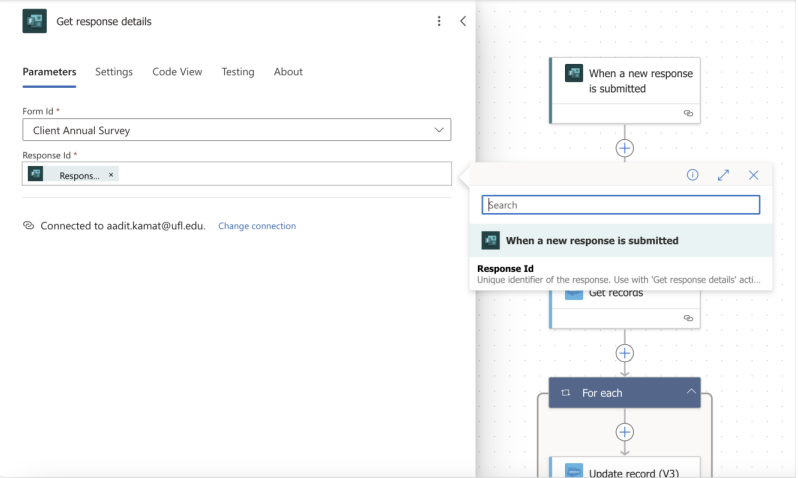 Get response details
Parameters Settings Code View Testing About
Form Id *
Client Annual Survey
Response Id *
Respons... ×
Connected to aadit.kamat@ufl.edu. Change connection
When a new response
is submitted
Search
When a new response is submitted
Response Id
Unique identifier of the response. Use with 'Get response details' acti...
Get records
For each
Update record (V3)